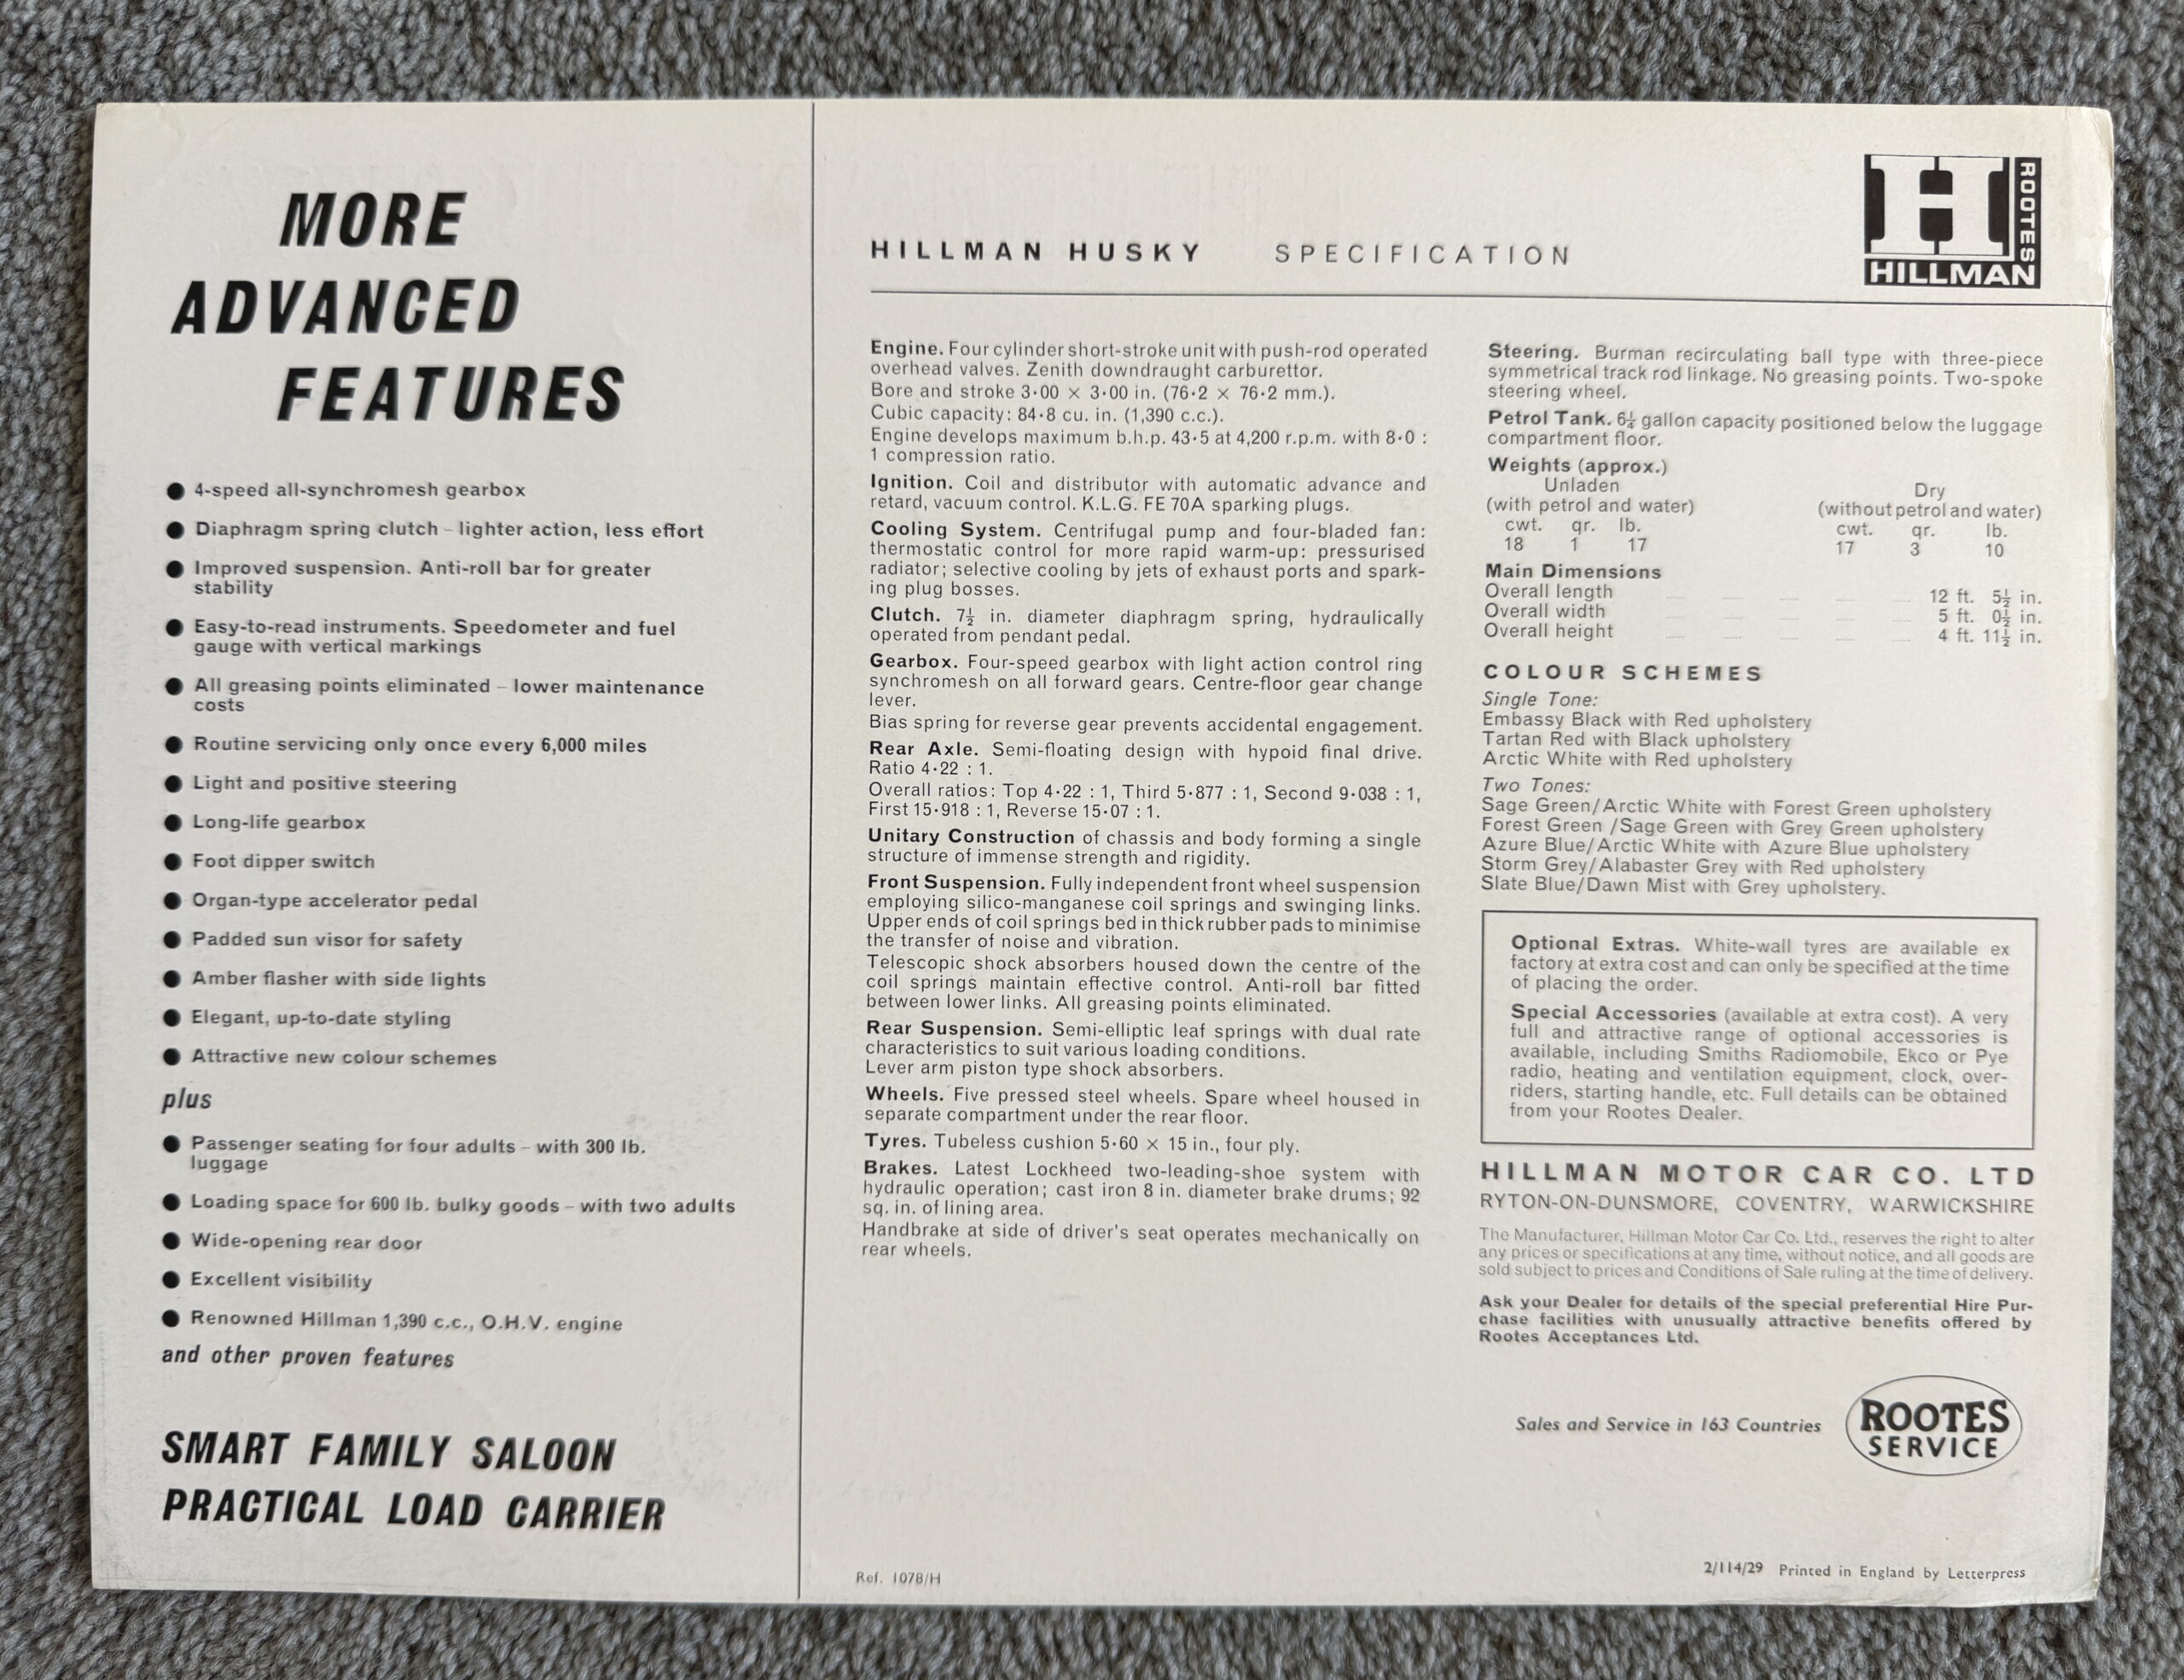 MORE
ADVANCED
FEATURES
● 4-speed all-synchromesh gearbox
● Diaphragm spring clutch – lighter action, less effort
● Improved suspension. Anti-roll bar for greater
stability
● Easy-to-read instruments. Speedometer and fuel
gauge with vertical markings
● All greasing points eliminated – lower maintenance
costs
● Routine servicing only once every 6,000 miles
● Light and positive steering
● Long-life gearbox
● Foot dipper switch
● Organ-type accelerator pedal
● Padded sun visor for safety
● Amber flasher with side lights
● Elegant, up-to-date styling
● Attractive new colour schemes
plus
● Passenger seating for four adults – with 300 lb.
luggage
● Loading space for 600 lb. bulky goods – with two adults
● Wide-opening rear door
● Excellent visibility
● Renowned Hillman 1,390 c.c., O.H.V. engine
and other proven features
SMART FAMILY SALOON
PRACTICAL LOAD CARRIER
HILLMAN HUSKY SPECIFICATION
H
ROOTES
HILLMAN
Engine. Four cylinder short-stroke unit with push-rod operated
overhead valves. Zenith downdraught carburettor.
Bore and stroke 3·00 × 3·00 in. (76·2 × 76·2 mm.).
Cubic capacity: 84·8 cu. in. (1,390 c.c.).
Engine develops maximum b.h.p. 43·5 at 4,200 r.p.m. with 8·0 :
1 compression ratio.
Ignition. Coil and distributor with automatic advance and
retard, vacuum control. K.L.G. FE 70A sparking plugs.
Cooling System. Centrifugal pump and four-bladed fan:
thermostatic control for more rapid warm-up: pressurised
radiator; selective cooling by jets of exhaust ports and spark-
ing plug bosses.
Clutch. 7½ in. diameter diaphragm spring, hydraulically
operated from pendant pedal.
Gearbox. Four-speed gearbox with light action control ring
synchromesh on all forward gears. Centre-floor gear change
lever.
Bias spring for reverse gear prevents accidental engagement.
Rear Axle. Semi-floating design with hypoid final drive.
Ratio 4·22 : 1.
Overall ratios: Top 4·22 : 1, Third 5·877 : 1, Second 9·038 : 1,
First 15·918 : 1, Reverse 15·07 : 1.
Unitary Construction of chassis and body forming a single
structure of immense strength and rigidity.
Front Suspension. Fully independent front wheel suspension
employing silico-manganese coil springs and swinging links.
Upper ends of coil springs bed in thick rubber pads to minimise
the transfer of noise and vibration.
Telescopic shock absorbers housed down the centre of the
coil springs maintain effective control. Anti-roll bar fitted
between lower links. All greasing points eliminated.
Rear Suspension. Semi-elliptic leaf springs with dual rate
characteristics to suit various loading conditions.
Lever arm piston type shock absorbers.
Wheels. Five pressed steel wheels. Spare wheel housed in
separate compartment under the rear floor.
Tyres. Tubeless cushion 5·60 × 15 in., four ply.
Brakes. Latest Lockheed two-leading-shoe system with
hydraulic operation; cast iron 8 in. diameter brake drums; 92
sq. in. of lining area.
Handbrake at side of driver's seat operates mechanically on
rear wheels.
Ref. 1078/H
Steering. Burman recirculating ball type with three-piece
symmetrical track rod linkage. No greasing points. Two-spoke
steering wheel.
Petrol Tank. 6¼ gallon capacity positioned below the luggage
compartment floor.
Weights (approx.)
Unladen Dry
(with petrol and water) (without petrol and water)
cwt. qr. lb. cwt. qr. lb.
18 1 17 17 3 10
Main Dimensions
Overall length 12 ft. 5½ in.
Overall width 5 ft. 0½ in.
Overall height 4 ft. 11½ in.
COLOUR SCHEMES
Single Tone:
Embassy Black with Red upholstery
Tartan Red with Black upholstery
Arctic White with Red upholstery
Two Tones:
Sage Green/Arctic White with Forest Green upholstery
Forest Green /Sage Green with Grey Green upholstery
Azure Blue/Arctic White with Azure Blue upholstery
Storm Grey/Alabaster Grey with Red upholstery
Slate Blue/Dawn Mist with Grey upholstery.
Optional Extras. White-wall tyres are available ex
factory at extra cost and can only be specified at the time
of placing the order.
Special Accessories (available at extra cost). A very
full and attractive range of optional accessories is
available, including Smiths Radiomobile, Ekco or Pye
radio, heating and ventilation equipment, clock, over-
riders, starting handle, etc. Full details can be obtained
from your Rootes Dealer.
HILLMAN MOTOR CAR CO. LTD
RYTON-ON-DUNSMORE, COVENTRY, WARWICKSHIRE
The Manufacturer, Hillman Motor Car Co. Ltd., reserves the right to alter
any prices or specifications at any time, without notice, and all goods are
sold subject to prices and Conditions of Sale ruling at the time of delivery.
Ask your Dealer for details of the special preferential Hire Pur-
chase facilities with unusually attractive benefits offered by
Rootes Acceptances Ltd.
Sales and Service in 163 Countries
ROOTES
SERVICE
2/114/29 Printed in England by Letterpress